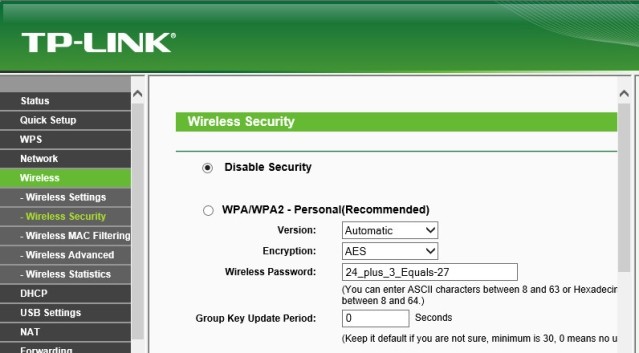 TP-LINK®
Status
Quick Setup
WPS
Network
Wireless
- Wireless Settings
- Wireless Security
- Wireless MAC Filtering
- Wireless Advanced
- Wireless Statistics
DHCP
USB Settings
NAT
Forwarding
Wireless Security
Disable Security
WPA/WPA2 - Personal(Recommended)
Version: Automatic
Encryption: AES
Wireless Password: 24_plus_3_Equals-27
(You can enter ASCII characters between 8 and 63 or Hexadecir
between 8 and 64.)
Group Key Update Period: 0 Seconds
(Keep it default if you are not sure, minimum is 30, 0 means no u